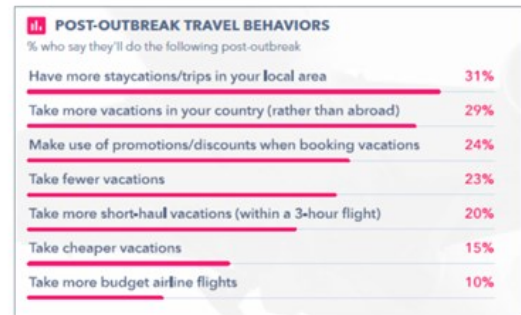 POST-OUTBREAK TRAVEL BEHAVIORS
% who say they'll do the following post-outbreak
Have more staycations/trips in your local area 31%
Take more vacations in your country (rather than abroad) 29%
Make use of promotions/discounts when booking vacations 24%
Take fewer vacations 23%
Take more short-haul vacations (within a 3-hour flight) 20%
Take cheaper vacations 15%
Take more budget airline flights 10%